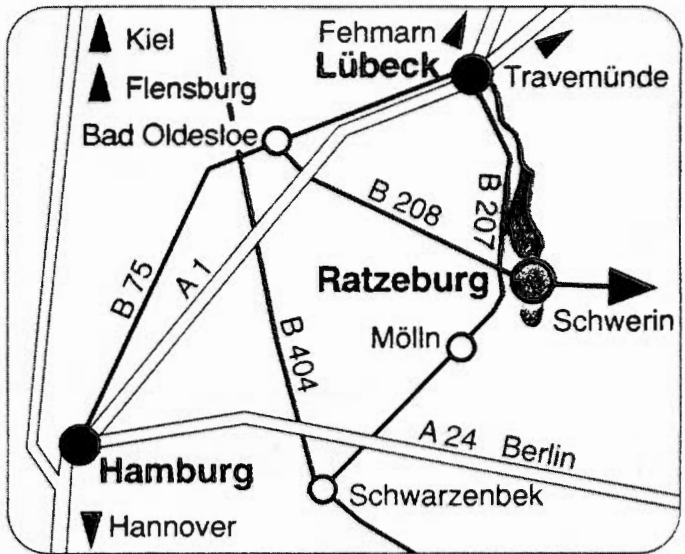 Kiel
Flensburg
Fehmarn
Lübeck
Travemünde
Bad Oldesloe
B 208
B 207
B 75
A 1
Ratzeburg
Schwerin
B 404
Mölln
A 24 Berlin
Hamburg
Schwarzenbek
Hannover